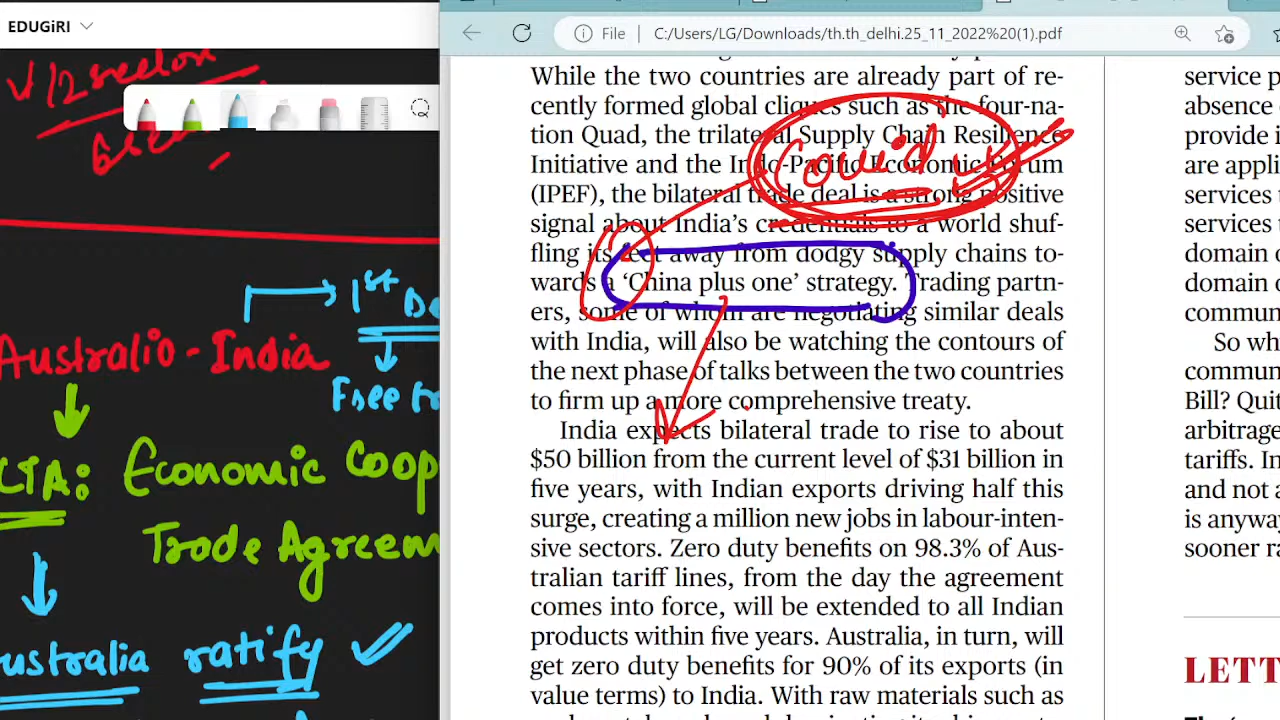 EDUGiRI
1/2 sector
Australia-India
1st De
Free tr
CTA: Economic Coop
Trade Agreem
ustralia ratify
File
C:/Users/LG/Downloads/th.th_delhi.25_11_2022%20(1).pdf
While the two countries are already part of re-
cently formed global cliques such as the four-na-
tion Quad, the trilateral Supply Chain Resilience
Initiative and the Indo-Pacific Economic Forum
(IPEF), the bilateral trade deal is a strong positive
signal about India’s credentials to a world shuf-
fling its feet away from dodgy supply chains to-
wards a ‘China plus one’ strategy. Trading partn-
ers, some of whom are negotiating similar deals
with India, will also be watching the contours of
the next phase of talks between the two countries
to firm up a more comprehensive treaty.
India expects bilateral trade to rise to about
$50 billion from the current level of $31 billion in
five years, with Indian exports driving half this
surge, creating a million new jobs in labour-inten-
sive sectors. Zero duty benefits on 98.3% of Aus-
tralian tariff lines, from the day the agreement
comes into force, will be extended to all Indian
products within five years. Australia, in turn, will
get zero duty benefits for 90% of its exports (in
value terms) to India. With raw materials such as
Covid
service p
absence
provide i
are appli
services t
services t
domain o
domain o
commun
So wh
commun
Bill? Quit
arbitrage
tariffs. In
and not a
is anyway
sooner ra
LETT